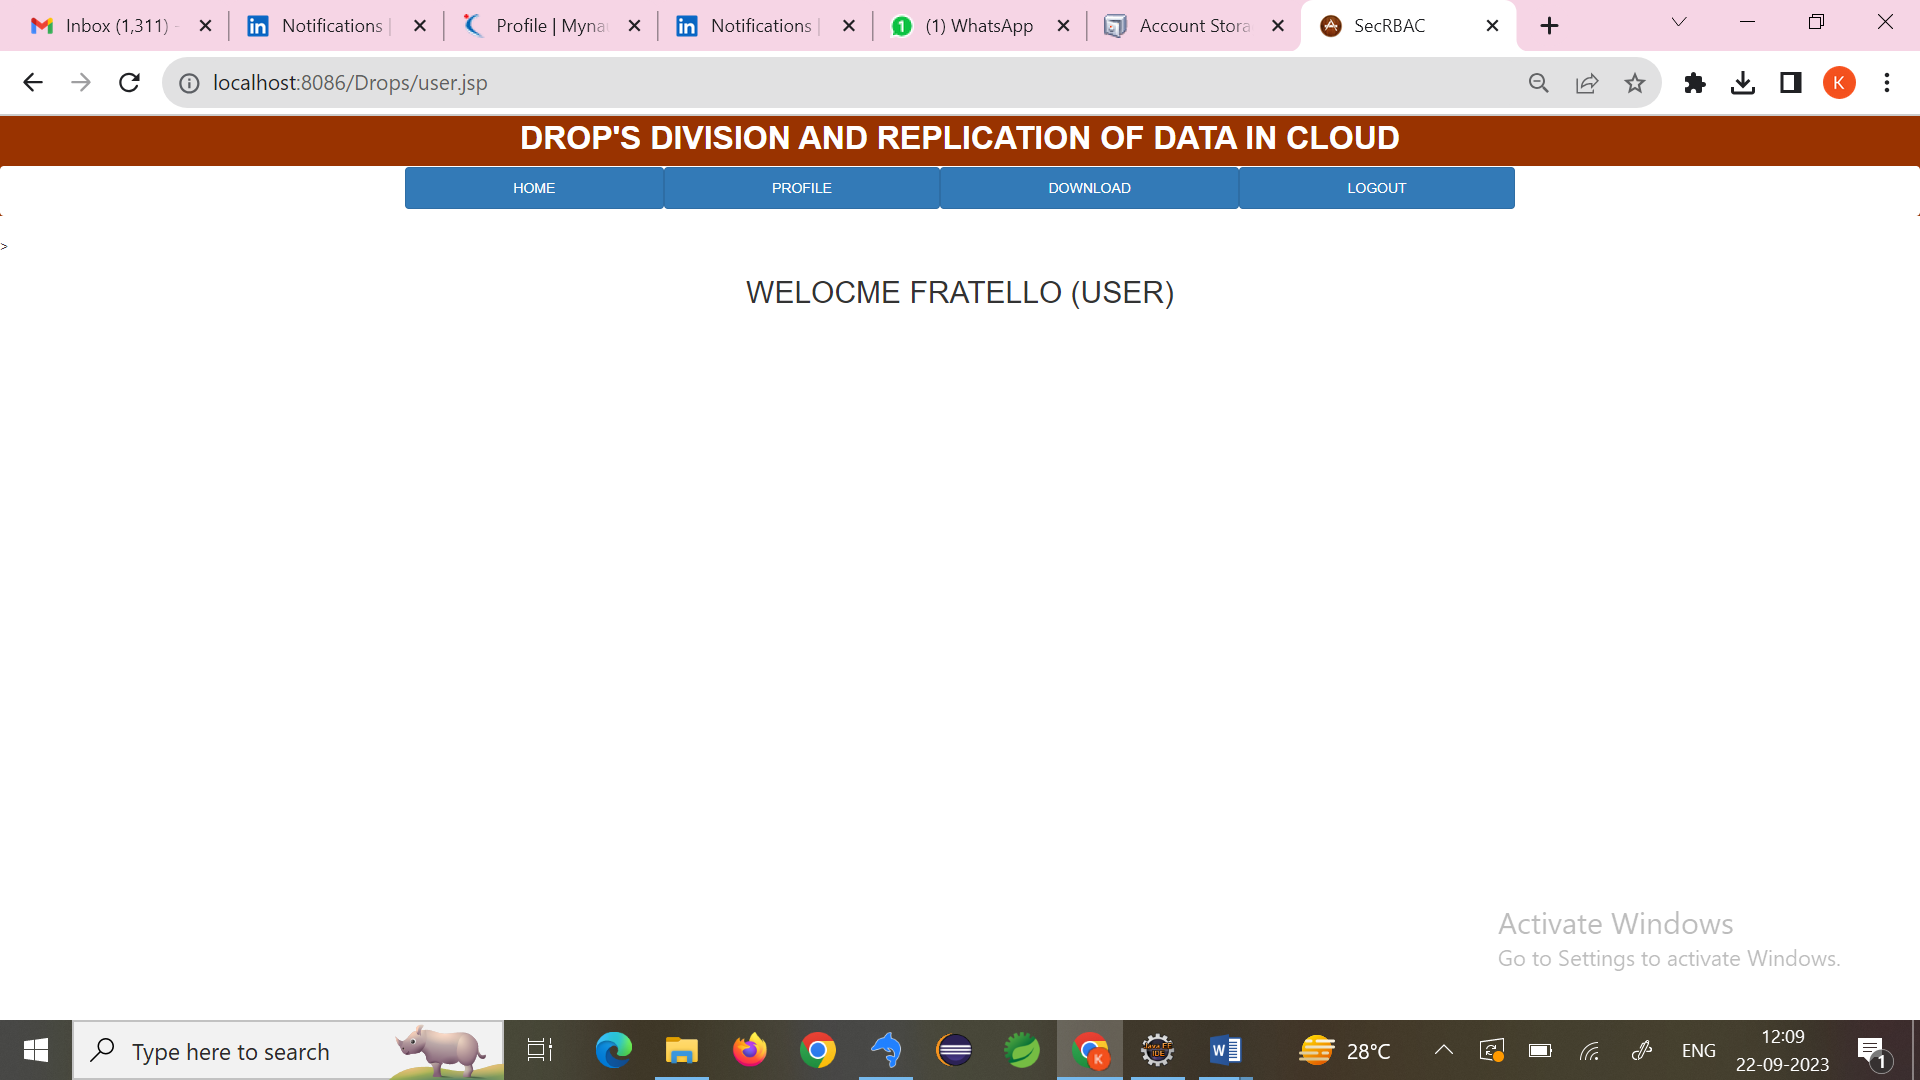 Inbox (1,311) -
Notifications |
Profile | Mynau
Notifications |
(1) WhatsApp
Account Stora
SecRBAC
localhost:8086/Drops/user.jsp
K
DROP'S DIVISION AND REPLICATION OF DATA IN CLOUD
HOME
PROFILE
DOWNLOAD
LOGOUT
>
WELOCME FRATELLO (USER)
Activate Windows
Go to Settings to activate Windows.
Type here to search
28°C
ENG
12:09
22-09-2023
1